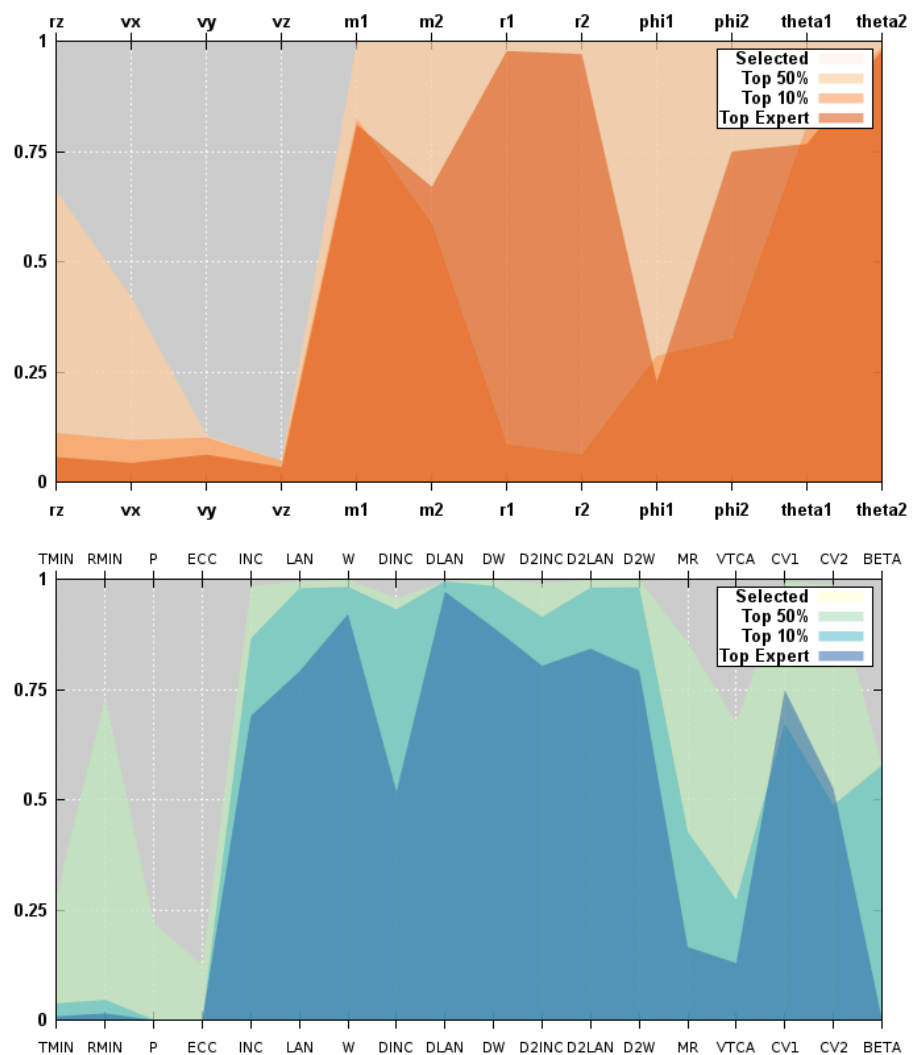 rz vx vy vz m1 m2 r1 r2 phi1 phi2 theta1 theta2
1
Selected
Top 50%
Top 10%
Top Expert
0.75
0.5
0.25
0
rz vx vy vz m1 m2 r1 r2 phi1 phi2 theta1 theta2
TMIN RMIN P ECC INC LAN W DINC DLAN DW D2INC D2LAN D2W MR VTCA CV1 CV2 BETA
1
Selected
Top 50%
Top 10%
Top Expert
0.75
0.5
0.25
0
TMIN RMIN P ECC INC LAN W DINC DLAN DW D2INC D2LAN D2W MR VTCA CV1 CV2 BETA